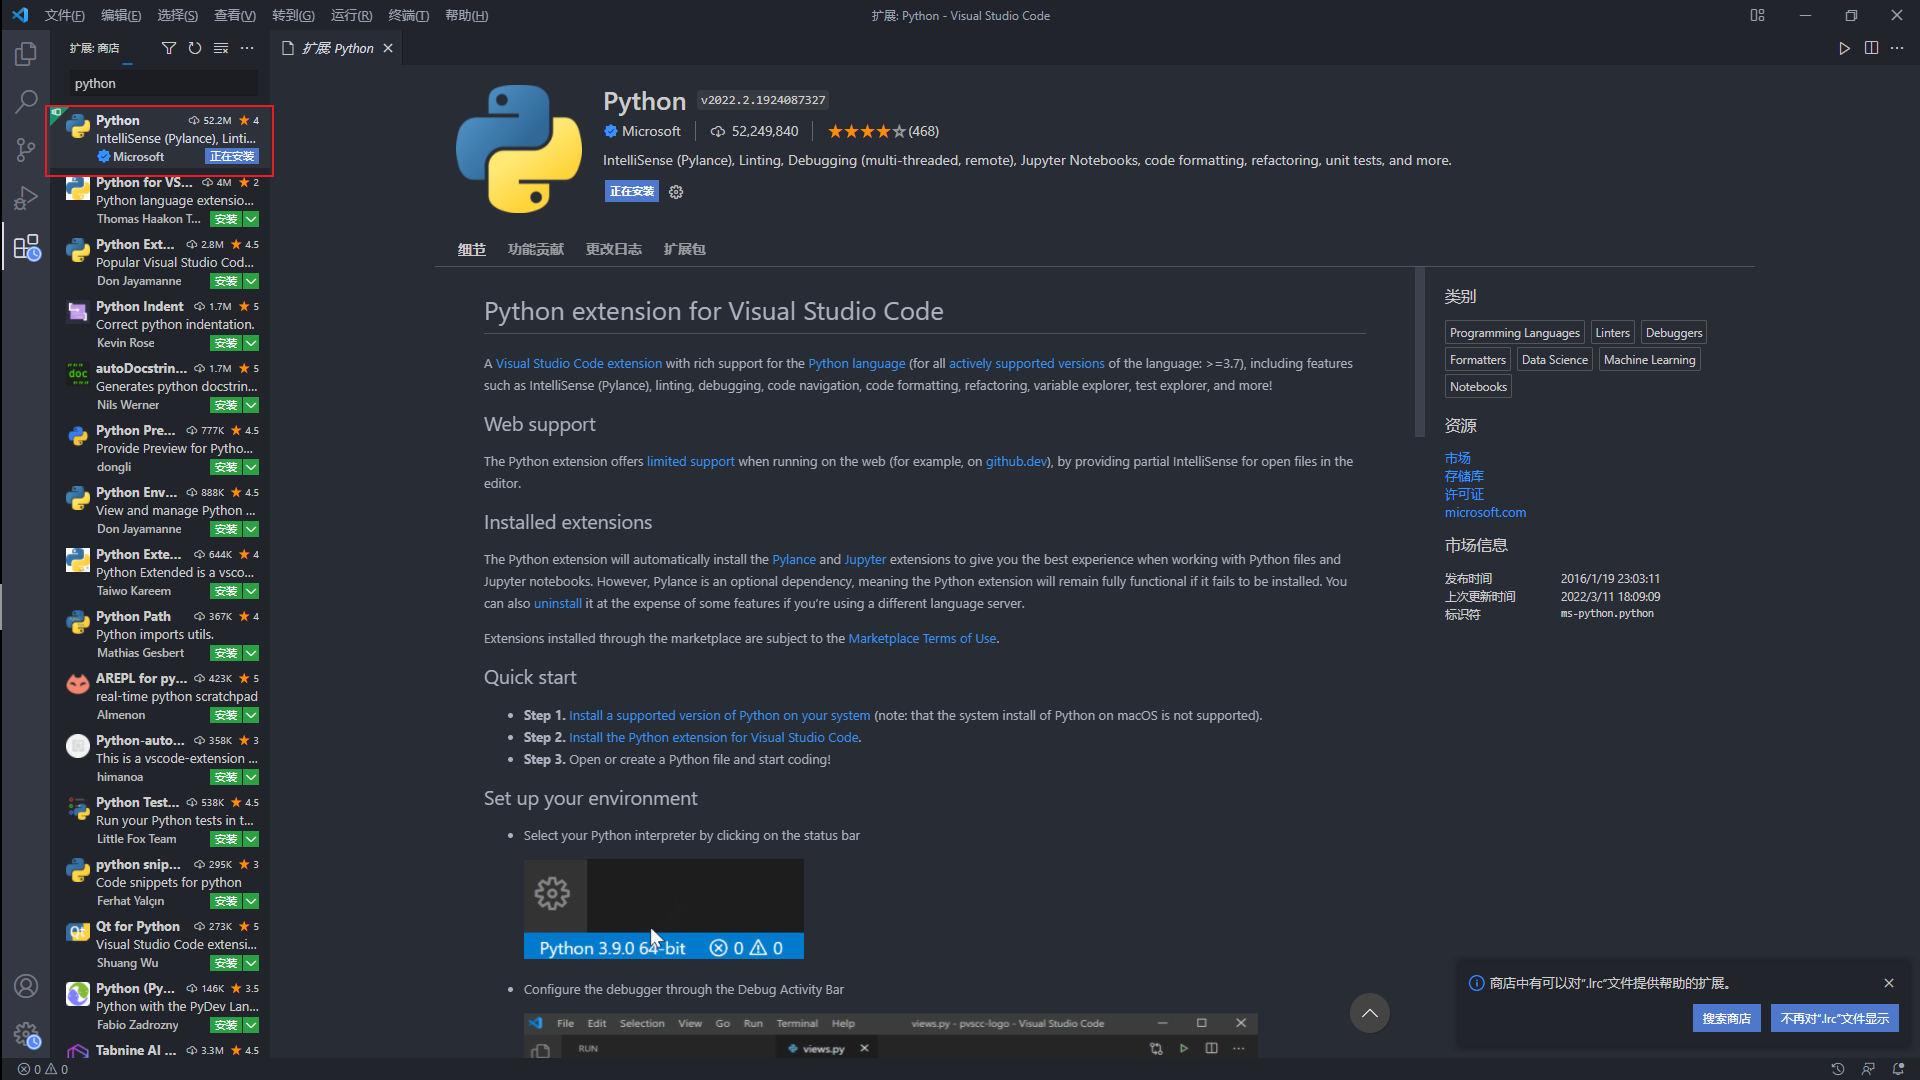 文件(F) 编辑(E) 选择(S) 查看(V) 转到(G) 运行(R) 终端(T) 帮助(H)
扩展: Python - Visual Studio Code
扩展: 商店
扩展: Python
python
Python 52.2M 4
IntelliSense (Pylance), Linti...
Microsoft 正在安装
Python for VS... 4M 2
Python language extensio...
Thomas Haakon T... 安装
Python Ext... 2.8M 4.5
Popular Visual Studio Cod...
Don Jayamanne 安装
Python Indent 1.7M 5
Correct python indentation.
Kevin Rose 安装
autoDocstrin... 1.7M 5
Generates python docstrin...
Nils Werner 安装
Python Pre... 777K 4.5
Provide Preview for Pytho...
dongli 安装
Python Env... 888K 4.5
View and manage Python ...
Don Jayamanne 安装
Python Exte... 644K 4
Python Extended is a vsco...
Taiwo Kareem 安装
Python Path 367K 4
Python imports utils.
Mathias Gesbert 安装
AREPL for py... 423K 5
real-time python scratchpad
Almenon 安装
Python-auto... 358K 3
This is a vscode-extension ...
himanoa 安装
Python Test... 538K 4.5
Run your Python tests in t...
Little Fox Team 安装
python snip... 295K 3
Code snippets for python
Ferhat Yalçın 安装
Qt for Python 273K 5
Visual Studio Code extensi...
Shuang Wu 安装
Python (Py... 146K 3.5
Python with the PyDev Lan...
Fabio Zadrozny 安装
Tabnine AI ... 3.3M 4.5
Python v2022.2.1924087327
Microsoft 52,249,840 (468)
IntelliSense (Pylance), Linting, Debugging (multi-threaded, remote), Jupyter Notebooks, code formatting, refactoring, unit tests, and more.
正在安装
细节 功能贡献 更改日志 扩展包
Python extension for Visual Studio Code
A Visual Studio Code extension with rich support for the Python language (for all actively supported versions of the language: >=3.7), including features
such as IntelliSense (Pylance), linting, debugging, code navigation, code formatting, refactoring, variable explorer, test explorer, and more!
Web support
The Python extension offers limited support when running on the web (for example, on github.dev), by providing partial IntelliSense for open files in the
editor.
Installed extensions
The Python extension will automatically install the Pylance and Jupyter extensions to give you the best experience when working with Python files and
Jupyter notebooks. However, Pylance is an optional dependency, meaning the Python extension will remain fully functional if it fails to be installed. You
can also uninstall it at the expense of some features if you're using a different language server.
Extensions installed through the marketplace are subject to the Marketplace Terms of Use.
Quick start
Step 1. Install a supported version of Python on your system (note: that the system install of Python on macOS is not supported).
Step 2. Install the Python extension for Visual Studio Code.
Step 3. Open or create a Python file and start coding!
Set up your environment
Select your Python interpreter by clicking on the status bar
Python 3.9.0 64-bit 0 0
Configure the debugger through the Debug Activity Bar
File Edit Selection View Go Run Terminal Help views.py - pvscc-logo - Visual Studio Code
RUN views.py
类别
Programming Languages Linters Debuggers
Formatters Data Science Machine Learning
Notebooks
资源
市场
存储库
许可证
microsoft.com
市场信息
发布时间 2016/1/19 23:03:11
上次更新时间 2022/3/11 18:09:09
标识符 ms-python.python
商店中有可以对“.lrc”文件提供帮助的扩展。
搜索商店 不再对“.lrc”文件显示
0 0